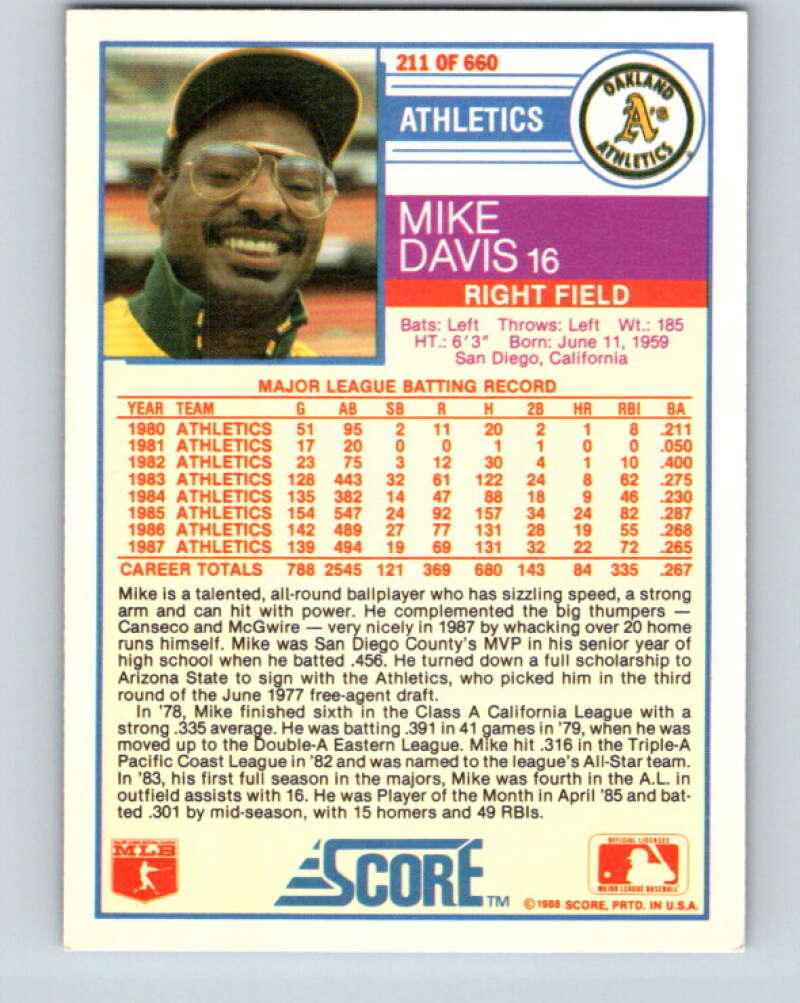 211 OF 660
ATHLETICS
OAKLAND
A's
ATHLETICS
MIKE
DAVIS 16
RIGHT FIELD
Bats: Left Throws: Left Wt.: 185
HT.: 6'3" Born: June 11, 1959
San Diego, California
MAJOR LEAGUE BATTING RECORD
YEAR TEAM G AB SB R H 2B HR RBI BA
1980 ATHLETICS 51 95 2 11 20 2 1 8 .211
1981 ATHLETICS 17 20 0 0 1 1 0 0 .050
1982 ATHLETICS 23 75 3 12 30 4 1 10 .400
1983 ATHLETICS 128 443 32 61 122 24 8 62 .275
1984 ATHLETICS 135 382 14 47 88 18 9 46 .230
1985 ATHLETICS 154 547 24 92 157 34 24 82 .287
1986 ATHLETICS 142 489 27 77 131 28 19 55 .268
1987 ATHLETICS 139 494 19 69 131 32 22 72 .265
CAREER TOTALS 788 2545 121 369 680 143 84 335 .267
Mike is a talented, all-round ballplayer who has sizzling speed, a strong
arm and can hit with power. He complemented the big thumpers —
Canseco and McGwire — very nicely in 1987 by whacking over 20 home
runs himself. Mike was San Diego County's MVP in his senior year of
high school when he batted .456. He turned down a full scholarship to
Arizona State to sign with the Athletics, who picked him in the third
round of the June 1977 free-agent draft.
In '78, Mike finished sixth in the Class A California League with a
strong .335 average. He was batting .391 in 41 games in '79, when he was
moved up to the Double-A Eastern League. Mike hit .316 in the Triple-A
Pacific Coast League in '82 and was named to the league's All-Star team.
In '83, his first full season in the majors, Mike was fourth in the A.L. in
outfield assists with 16. He was Player of the Month in April '85 and bat-
ted .301 by mid-season, with 15 homers and 49 RBIs.
MLB
SCORE™
OFFICIAL LICENSEE
MAJOR LEAGUE BASEBALL
©1988 SCORE, PRTD. IN U.S.A.